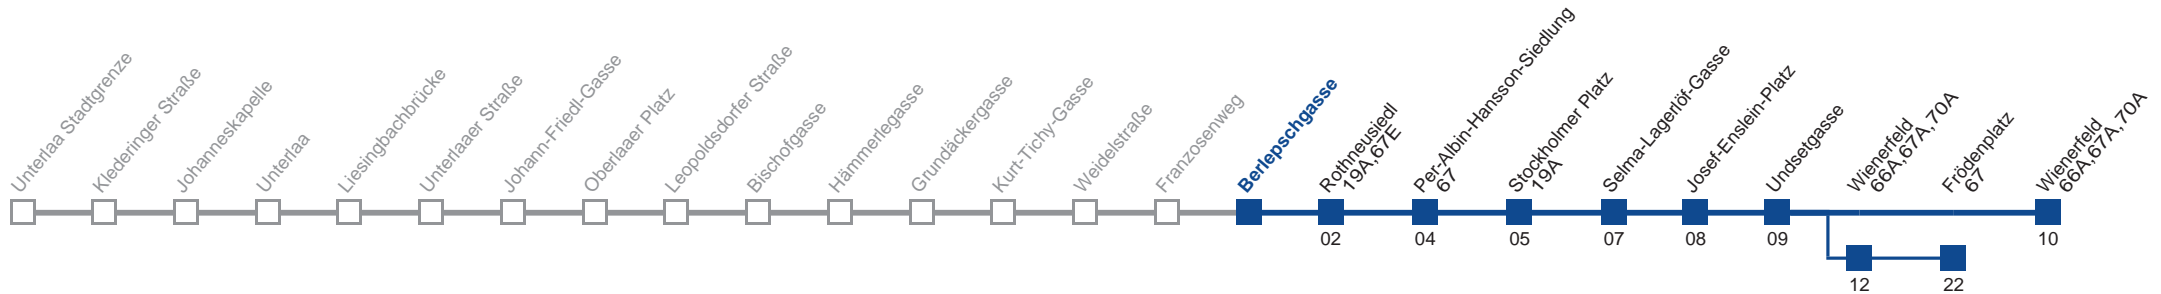 Unterlaa Stadtgrenze
Klederinger Straße
Johanneskapelle
Unterlaa
Liesingbachbrücke
Unterlaaer Straße
Johann-Friedl-Gasse
Oberlaaer Platz
Leopoldsdorfer Straße
Bischofgasse
Hämmerlegasse
Grundäckergasse
Kurt-Tichy-Gasse
Weidelstraße
Franzosenweg
Berlepschgasse
Rothneusiedl
19A,67E
Per-Albin-Hansson-Siedlung
67
Stockholmer Platz
19A
Selma-Lagerlöf-Gasse
Josef-Enslein-Platz
Undsetgasse
Wienerfeld
66A,67A,70A
Frödenplatz
67
Wienerfeld
66A,67A,70A
02
04
05
07
08
09
10
12
22